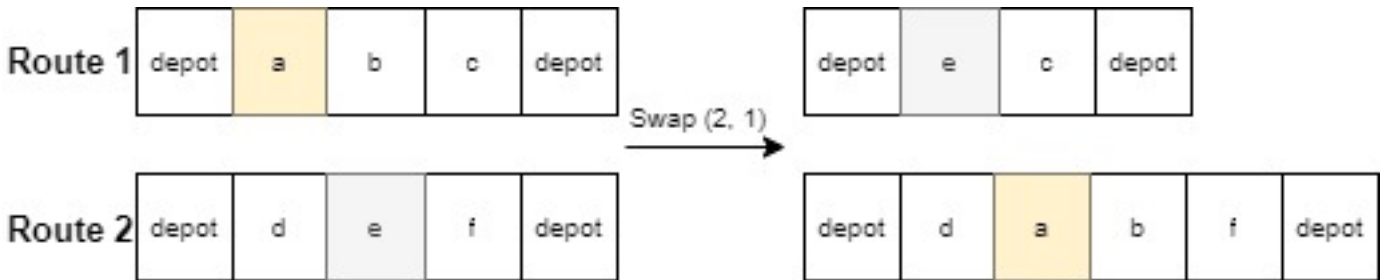 Route 1 depot a b c depot
depot e c depot
Swap (2, 1)
Route 2 depot d e f depot
depot d a b f depot